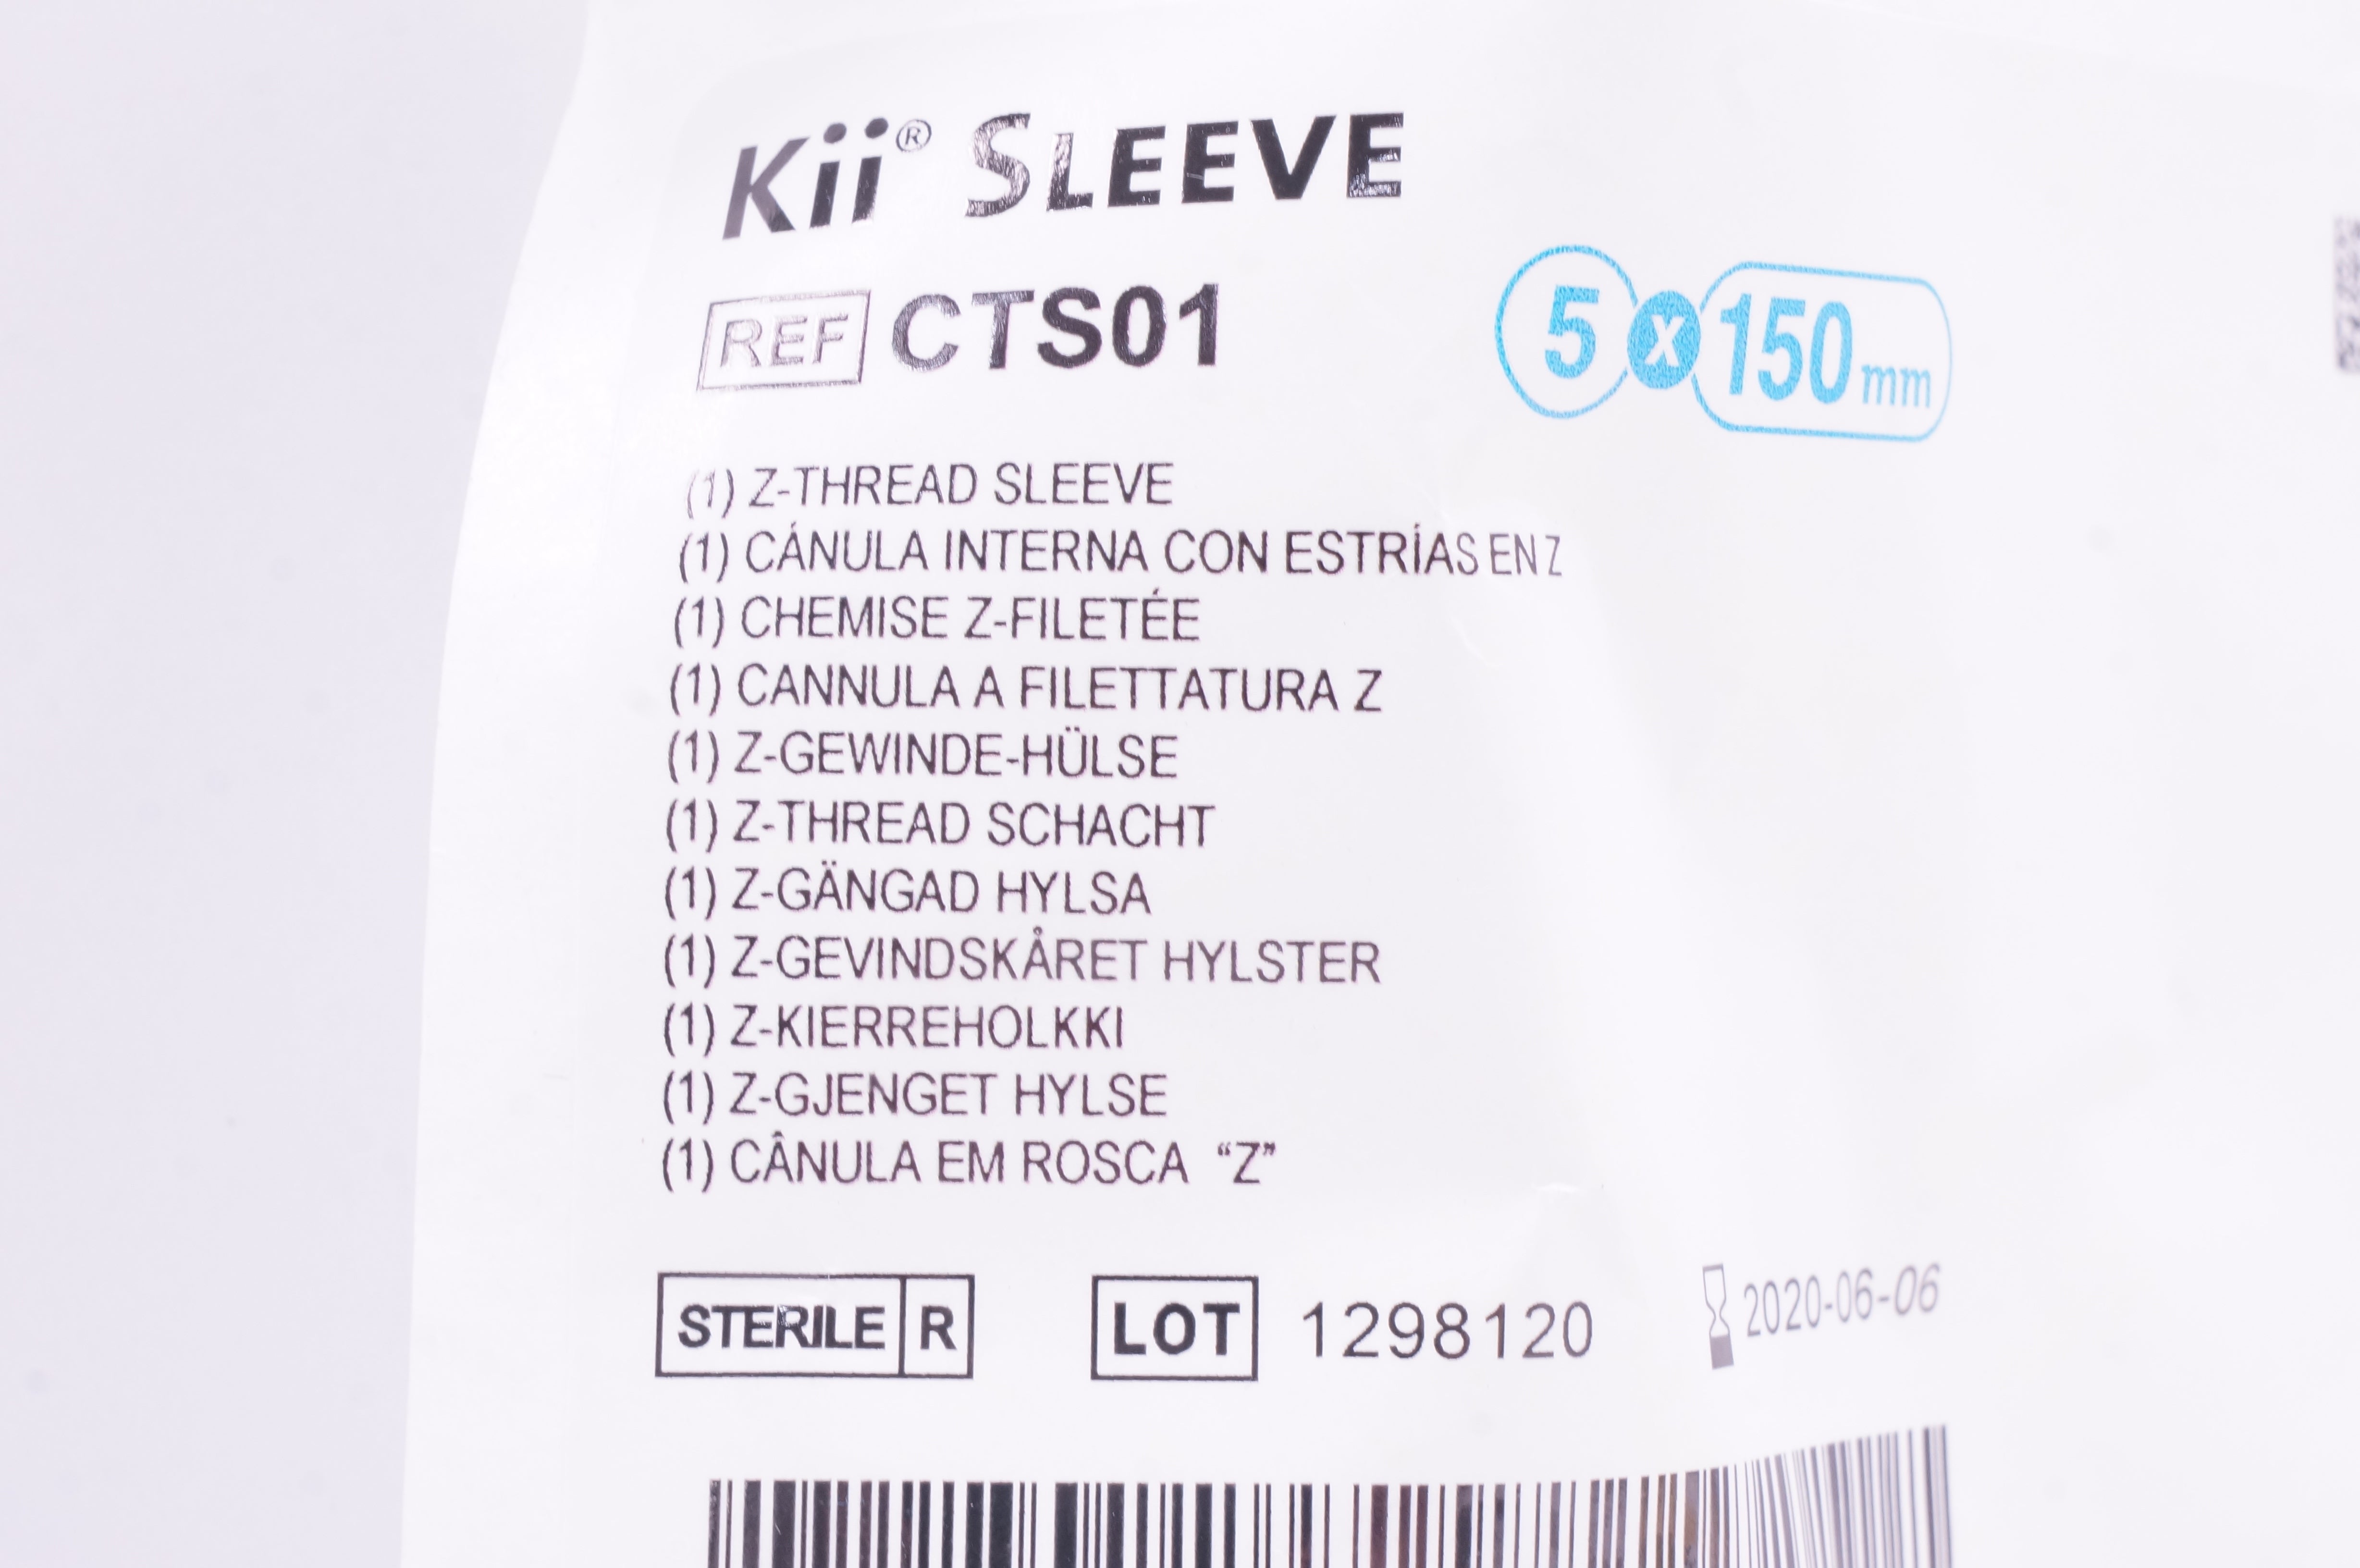 Kii® SLEEVE
REF CTS01
5 x 150 mm
(1) Z-THREAD SLEEVE
(1) CÁNULA INTERNA CON ESTRÍAS EN Z
(1) CHEMISE Z-FILETÉE
(1) CANNULA A FILETTATURA Z
(1) Z-GEWINDE-HÜLSE
(1) Z-THREAD SCHACHT
(1) Z-GÄNGAD HYLSA
(1) Z-GEVINDSKÅRET HYLSTER
(1) Z-KIERREHOLKKI
(1) Z-GJENGET HYLSE
(1) CÂNULA EM ROSCA “Z”
STERILE R LOT 1298120 2020-06-06